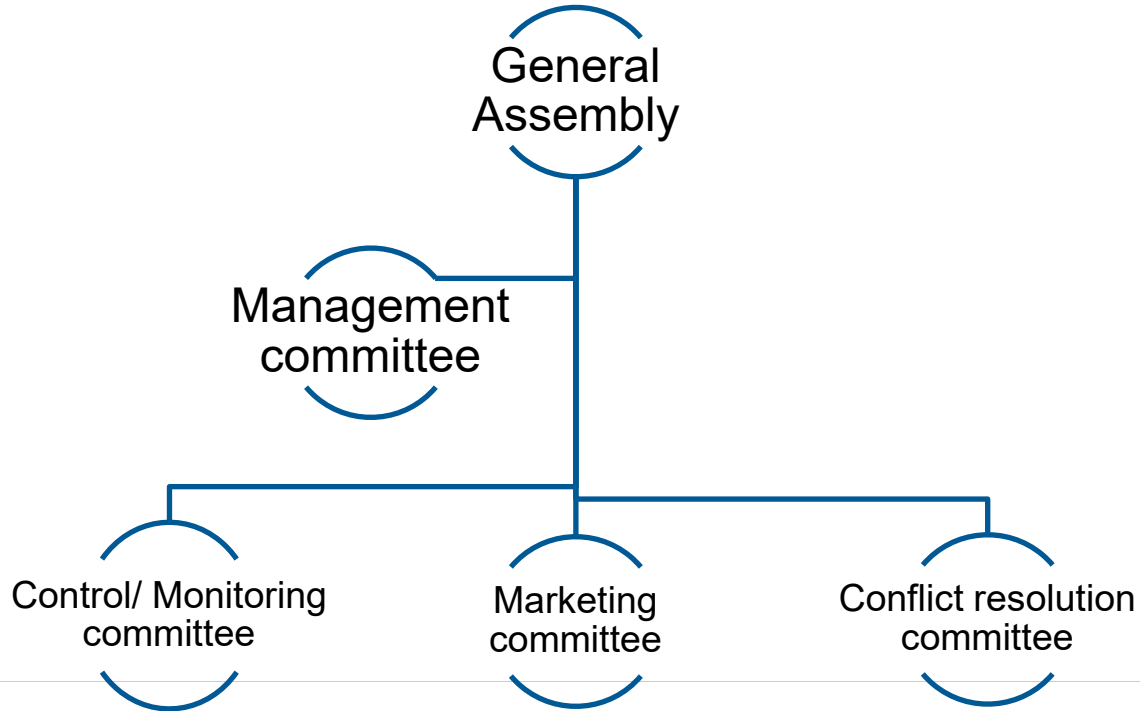 General
Assembly
Management
committee
Control/ Monitoring
committee
Marketing
committee
Conflict resolution
committee